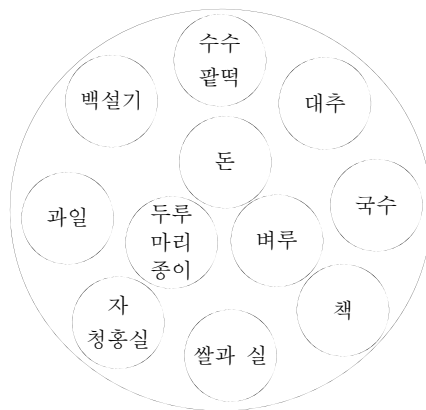 수수
팥떡
백설기
대추
돈
과일
두루
마리
종이
벼루
국수
자
청홍실
쌀과 실
책